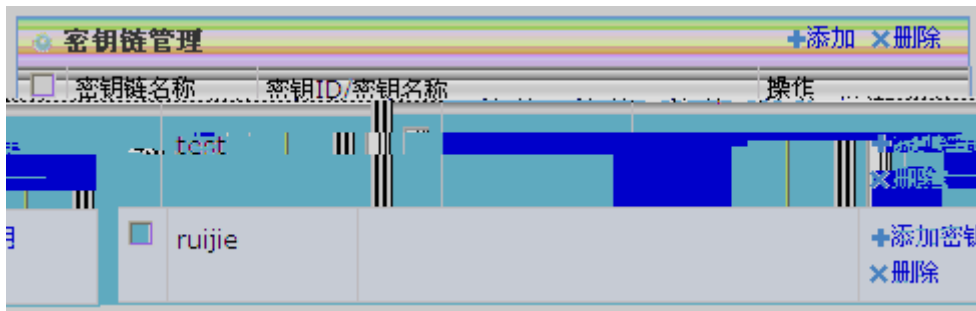 密钥链管理 添加 删除
密钥链名称 密钥ID/密钥名称 操作
test
删除
ruijie 添加密钥
删除